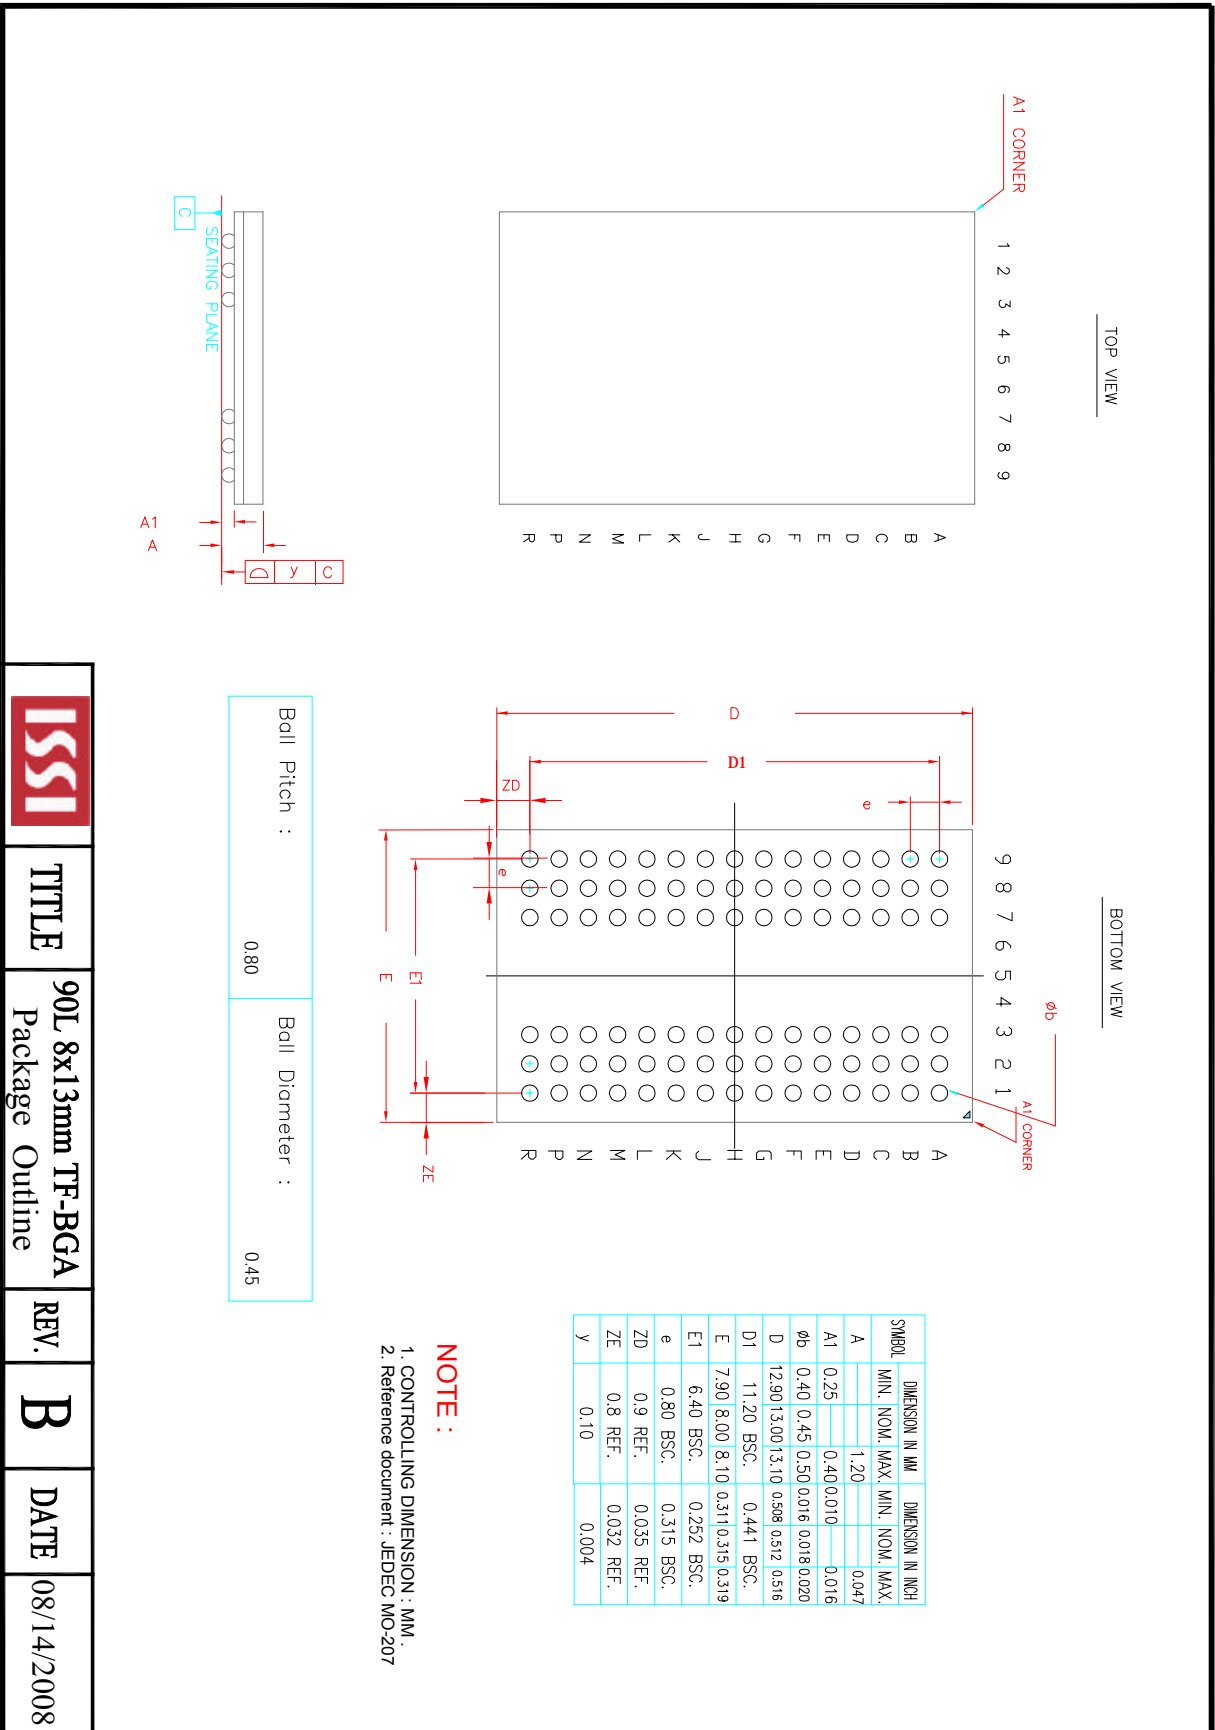 TOP VIEW
A1 CORNER
1 2 3 4 5 6 7 8 9
A
B
C
D
E
F
G
H
J
K
L
M
N
P
R
C
SEATING PLANE
A1
A
y C
BOTTOM VIEW
øb
A1 CORNER
9 8 7 6 5 4 3 2 1
A
B
C
D
E
F
G
H
J
K
L
M
N
P
R
D
D1
ZD
e
e
E1
E
ZE
SYMBOL DIMENSION IN MM DIMENSION IN INCH
MIN. NOM. MAX. MIN. NOM. MAX.
A 1.20 0.047
A1 0.25 0.40 0.010 0.016
øb 0.40 0.45 0.50 0.016 0.018 0.020
D 12.90 13.00 13.10 0.508 0.512 0.516
D1 11.20 BSC. 0.441 BSC.
E 7.90 8.00 8.10 0.311 0.315 0.319
E1 6.40 BSC. 0.252 BSC.
e 0.80 BSC. 0.315 BSC.
ZD 0.9 REF. 0.035 REF.
ZE 0.8 REF. 0.032 REF.
y 0.10 0.004
NOTE :
1. CONTROLLING DIMENSION : MM .
2. Reference document : JEDEC MO-207
Ball Pitch : 0.80
Ball Diameter : 0.45
ISSI
TITLE
90L 8x13mm TF-BGA
Package Outline
REV.
B
DATE
08/14/2008